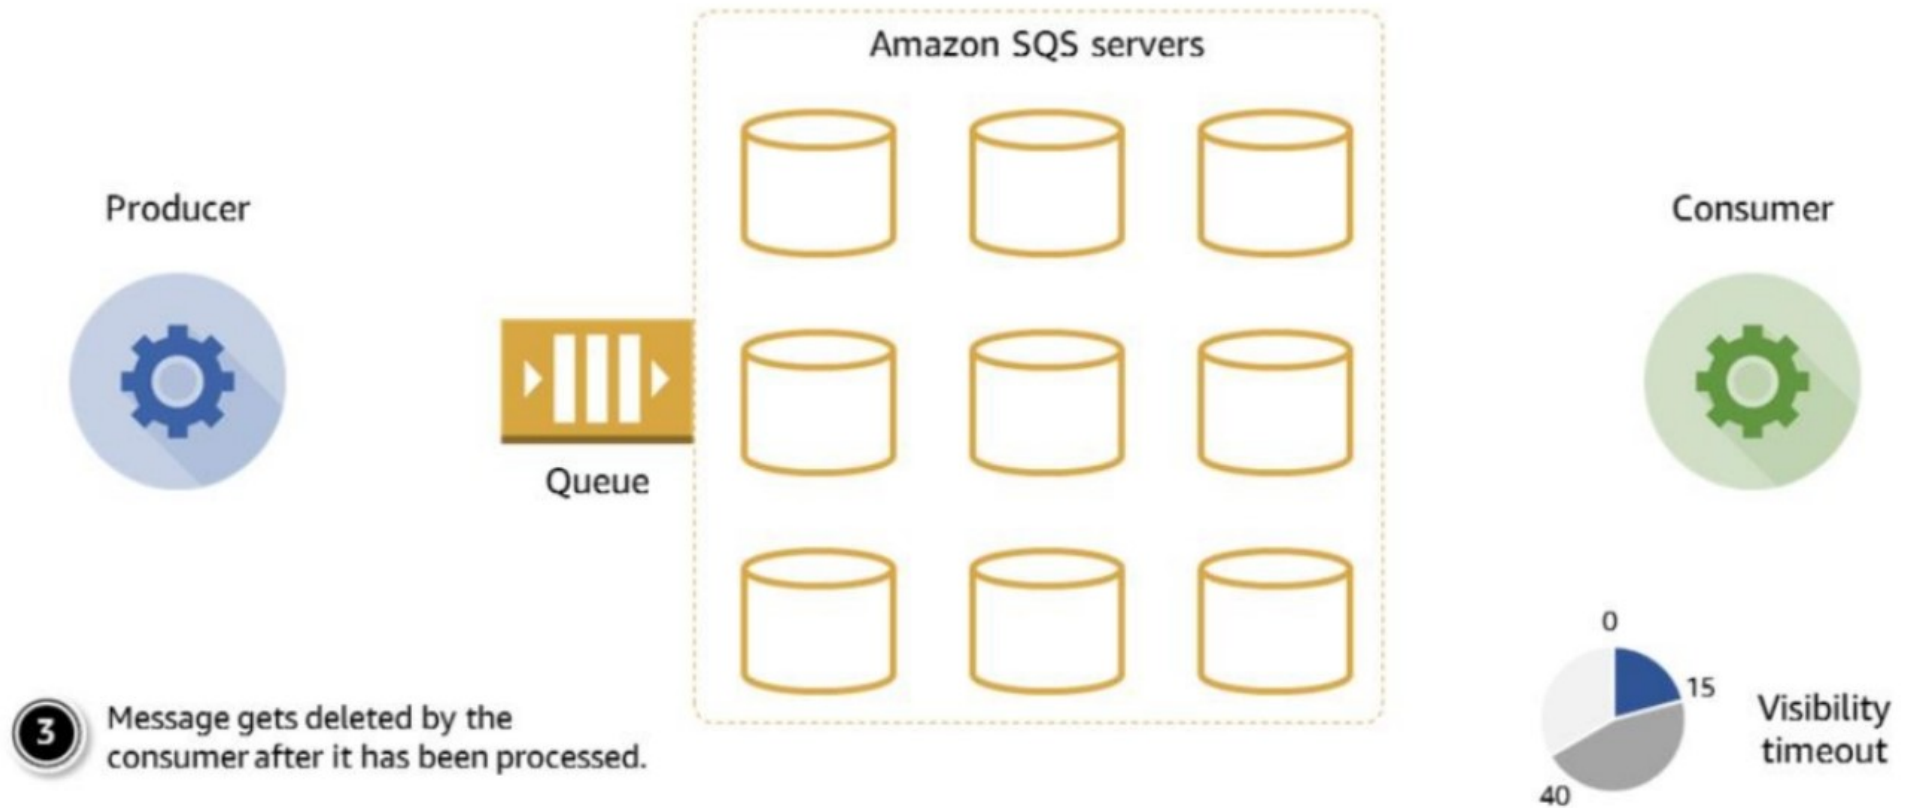 Amazon SQS servers
Producer
Consumer
Queue
0
15
40
Visibility
timeout
3
Message gets deleted by the
consumer after it has been processed.